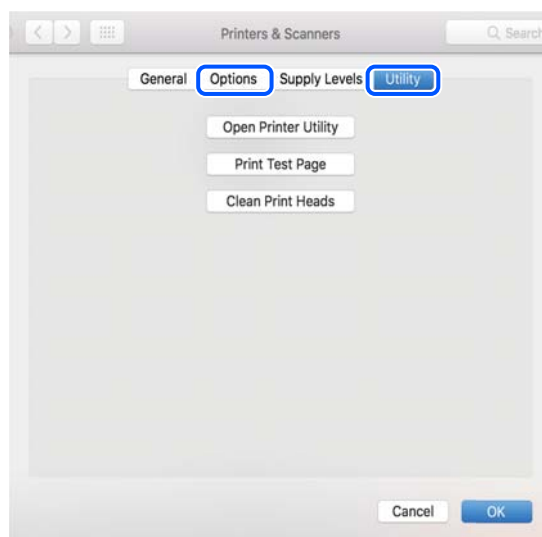 Printers & Scanners
Search
General Options Supply Levels Utility
Open Printer Utility
Print Test Page
Clean Print Heads
Cancel OK